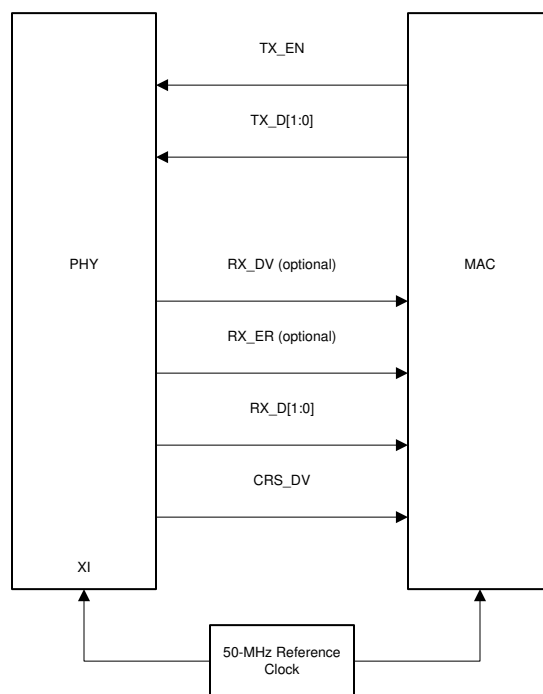 TX_EN
TX_D[1:0]
PHY
RX_DV (optional)
MAC
RX_ER (optional)
RX_D[1:0]
CRS_DV
XI
50-MHz Reference
Clock